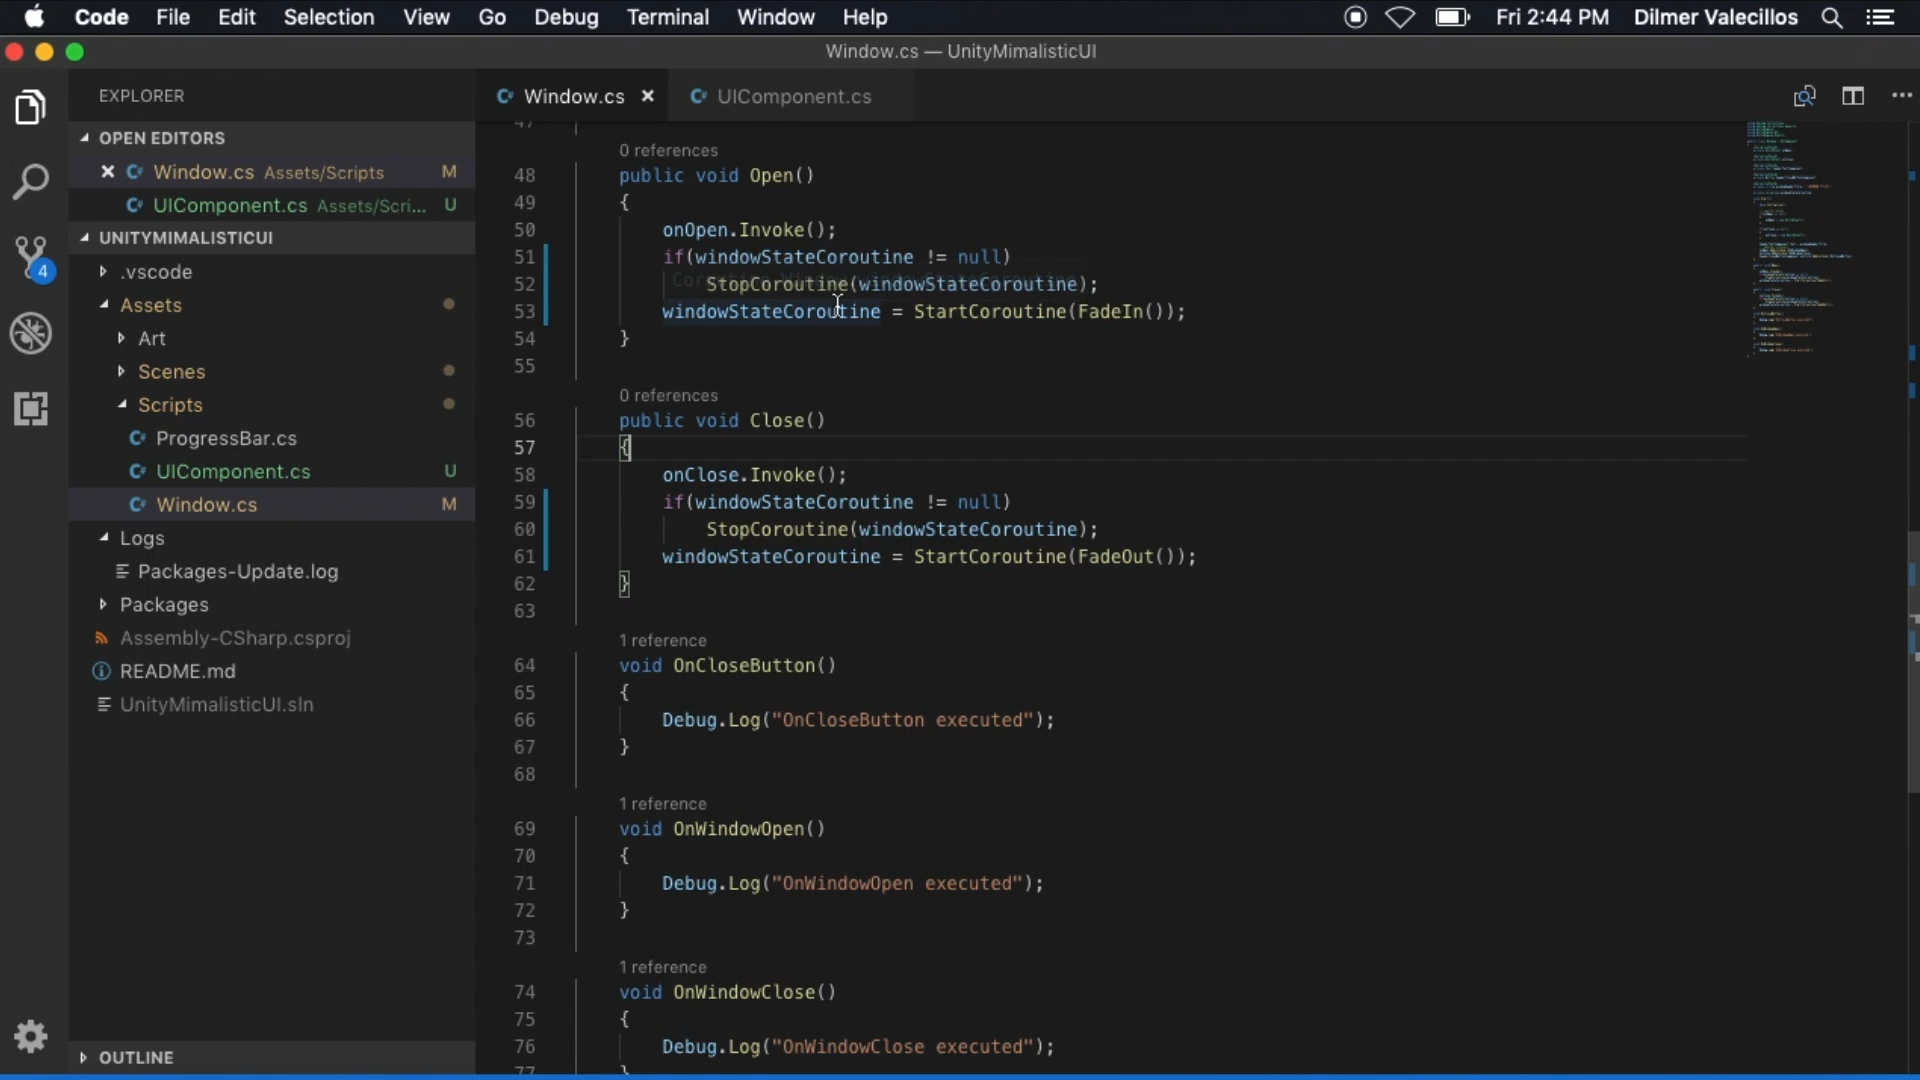 Code File Edit Selection View Go Debug Terminal Window Help Fri 2:44 PM Dilmer Valecillos
Window.cs — UnityMimalisticUI
EXPLORER
OPEN EDITORS
Window.cs Assets/Scripts M
UIComponent.cs Assets/Scri... U
UNITYMIMALISTICUI
.vscode
Assets
Art
Scenes
Scripts
ProgressBar.cs
UIComponent.cs U
Window.cs M
Logs
Packages-Update.log
Packages
Assembly-CSharp.csproj
README.md
UnityMimalisticUI.sln
OUTLINE
4
Window.cs UIComponent.cs
47
0 references
48 public void Open()
49 {
50 onOpen.Invoke();
51 if(windowStateCoroutine != null)
52 StopCoroutine(windowStateCoroutine);
53 windowStateCoroutine = StartCoroutine(FadeIn());
54 }
55
0 references
56 public void Close()
57 {
58 onClose.Invoke();
59 if(windowStateCoroutine != null)
60 StopCoroutine(windowStateCoroutine);
61 windowStateCoroutine = StartCoroutine(FadeOut());
62 }
63
1 reference
64 void OnCloseButton()
65 {
66 Debug.Log("OnCloseButton executed");
67 }
68
1 reference
69 void OnWindowOpen()
70 {
71 Debug.Log("OnWindowOpen executed");
72 }
73
1 reference
74 void OnWindowClose()
75 {
76 Debug.Log("OnWindowClose executed");
77 }